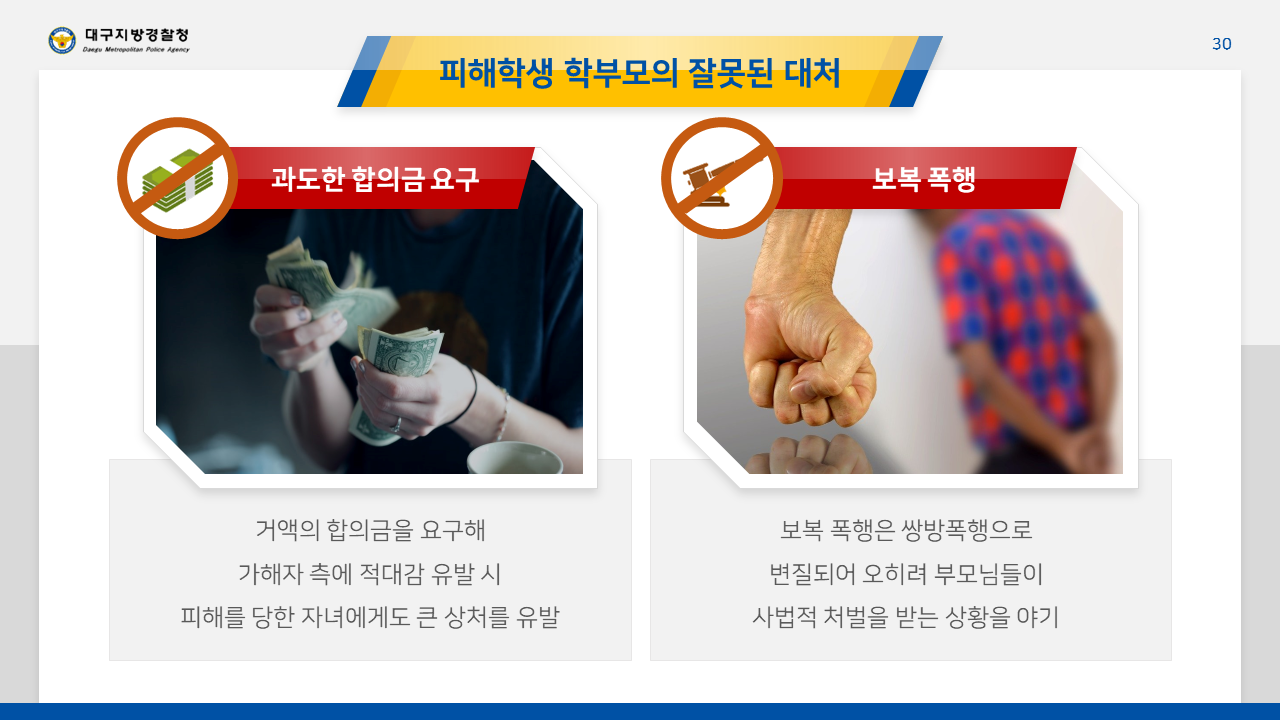 대구지방경찰청
Daegu Metropolitan Police Agency
30
피해학생 학부모의 잘못된 대처
과도한 합의금 요구
보복 폭행
거액의 합의금을 요구해
가해자 측에 적대감 유발 시
피해를 당한 자녀에게도 큰 상처를 유발
보복 폭행은 쌍방폭행으로
변질되어 오히려 부모님들이
사법적 처벌을 받는 상황을 야기